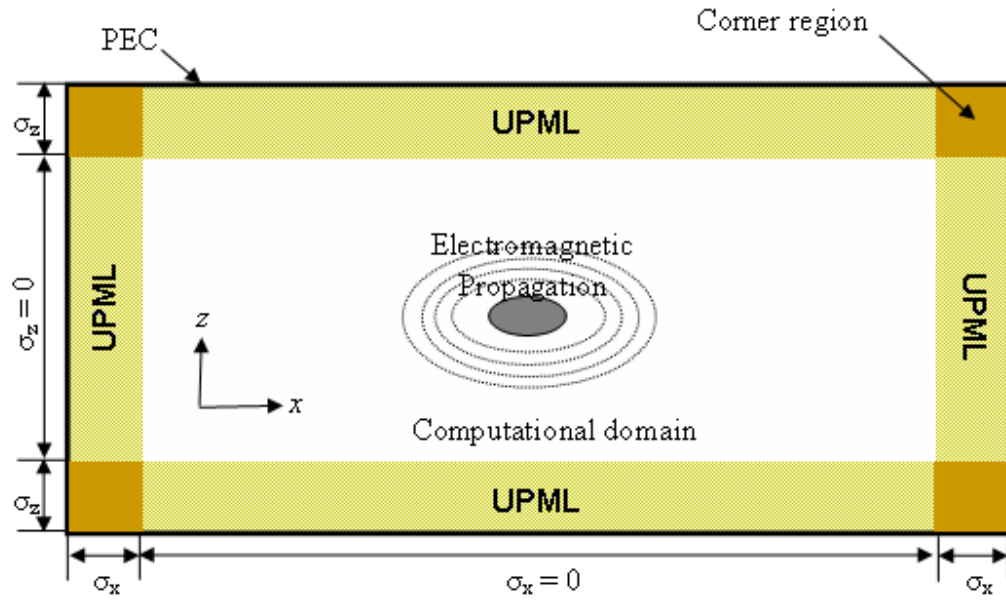 Corner region
PEC
σz
UPML
Electromagnetic
Propagation
UPML
UPML
σz = 0
z
x
Computational domain
σz
UPML
σx
σx = 0
σx